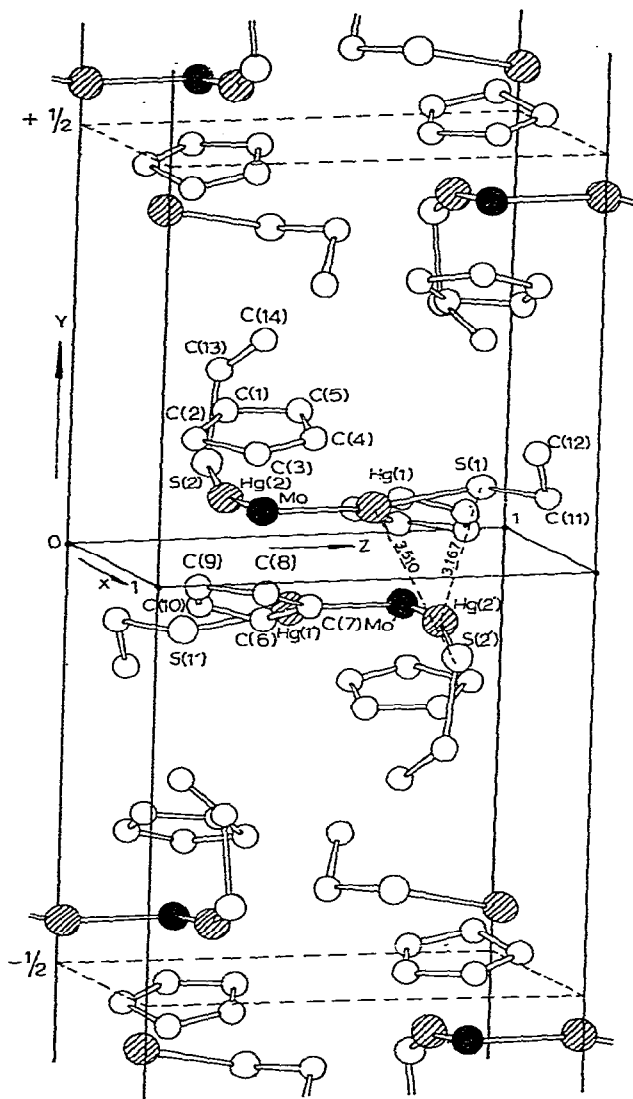 + 1/2
Y
C(14)
C(13)
C(1)
C(5)
C(2)
C(4)
C(3)
C(12)
S(2)
Hg(2)
Hg(1)
S(1)
Mo
C(11)
O
Z
1
3.510
3.167
X
1
C(9)
C(8)
C(10)
C(6)
Hg(1')
C(7)
Mo'
Hg(2')
S(1')
S(2')
-1/2